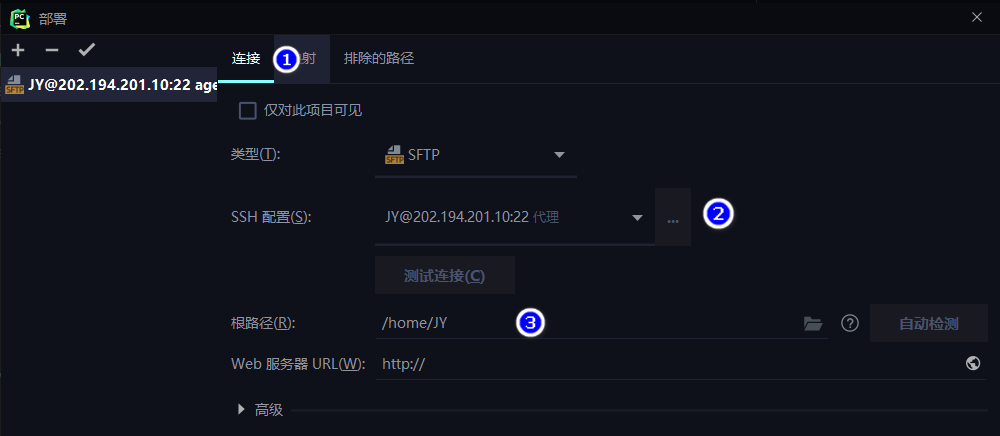 部署
JY@202.194.201.10:22 age
连接 1 射 排除的路径
仅对此项目可见
类型(T): SFTP
SSH 配置(S): JY@202.194.201.10:22 代理 ... 2
测试连接(C)
根路径(R): /home/JY 3 自动检测
Web 服务器 URL(W): http://
高级